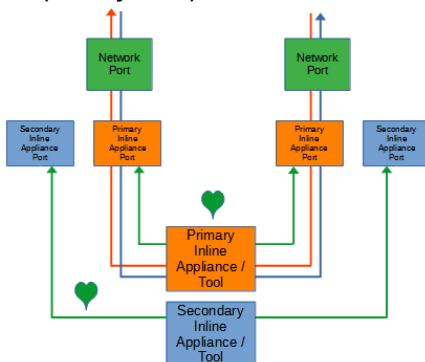 Network
Port
Network
Port
Secondary
Inline
Appliance
Port
Primary
Inline
Appliance
Port
Primary
Inline
Appliance
Port
Secondary
Inline
Appliance
Port
Primary
Inline
Appliance /
Tool
Secondary
Inline
Appliance /
Tool